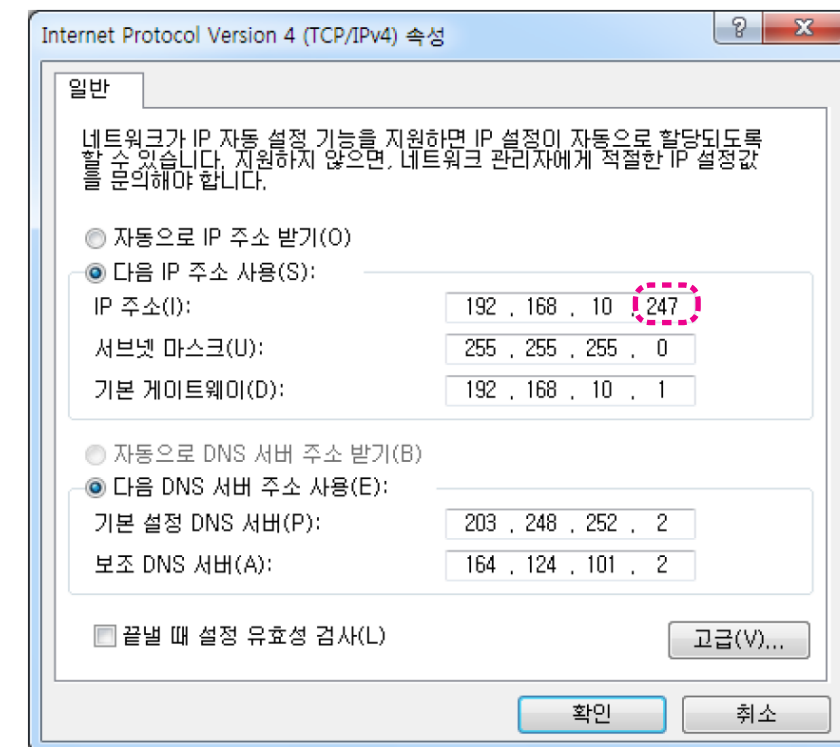 Internet Protocol Version 4 (TCP/IPv4) 속성
일반
네트워크가 IP 자동 설정 기능을 지원하면 IP 설정이 자동으로 할당되도록
할 수 있습니다. 지원하지 않으면, 네트워크 관리자에게 적절한 IP 설정값
을 문의해야 합니다.
자동으로 IP 주소 받기(O)
다음 IP 주소 사용(S):
IP 주소(I): 192 . 168 . 10 . 247
서브넷 마스크(U): 255 . 255 . 255 . 0
기본 게이트웨이(D): 192 . 168 . 10 . 1
자동으로 DNS 서버 주소 받기(B)
다음 DNS 서버 주소 사용(E):
기본 설정 DNS 서버(P): 203 . 248 . 252 . 2
보조 DNS 서버(A): 164 . 124 . 101 . 2
끝낼 때 설정 유효성 검사(L)
고급(V)...
확인 취소